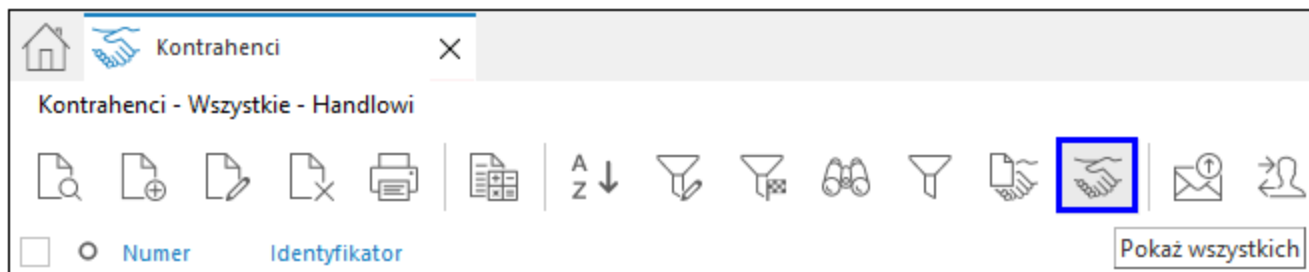 Kontrahenci
Kontrahenci - Wszystkie - Handlowi
A
Z
Numer Identyfikator
Pokaż wszystkich